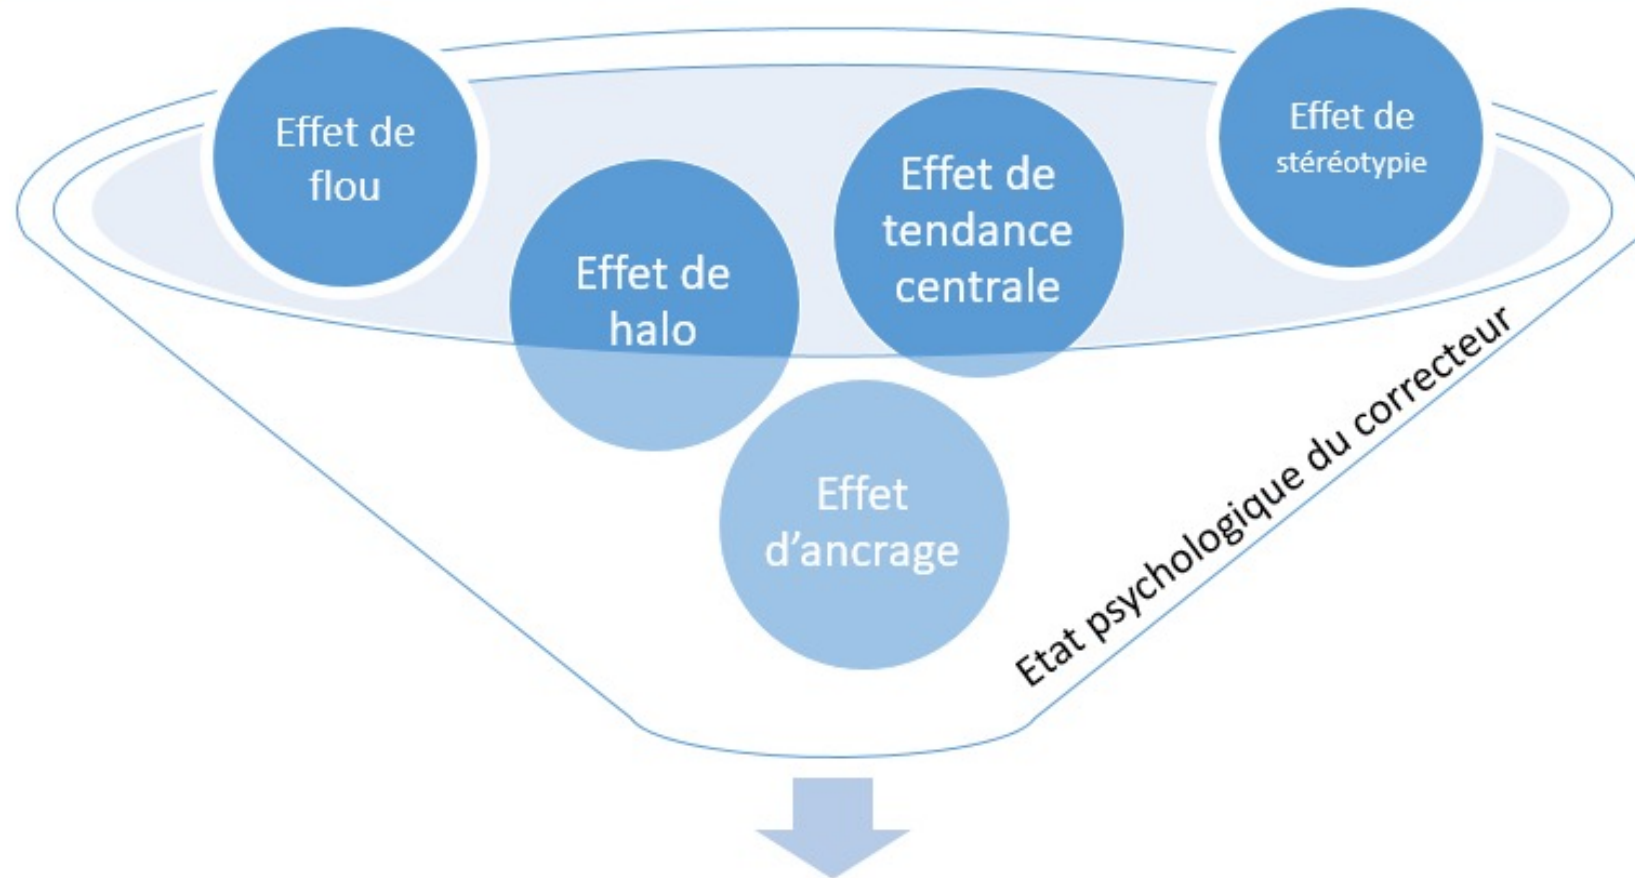 Effet de
flou
Effet de
halo
Effet de
tendance
centrale
Effet de
stéréotypie
Effet
d’ancrage
Etat psychologique du correcteur